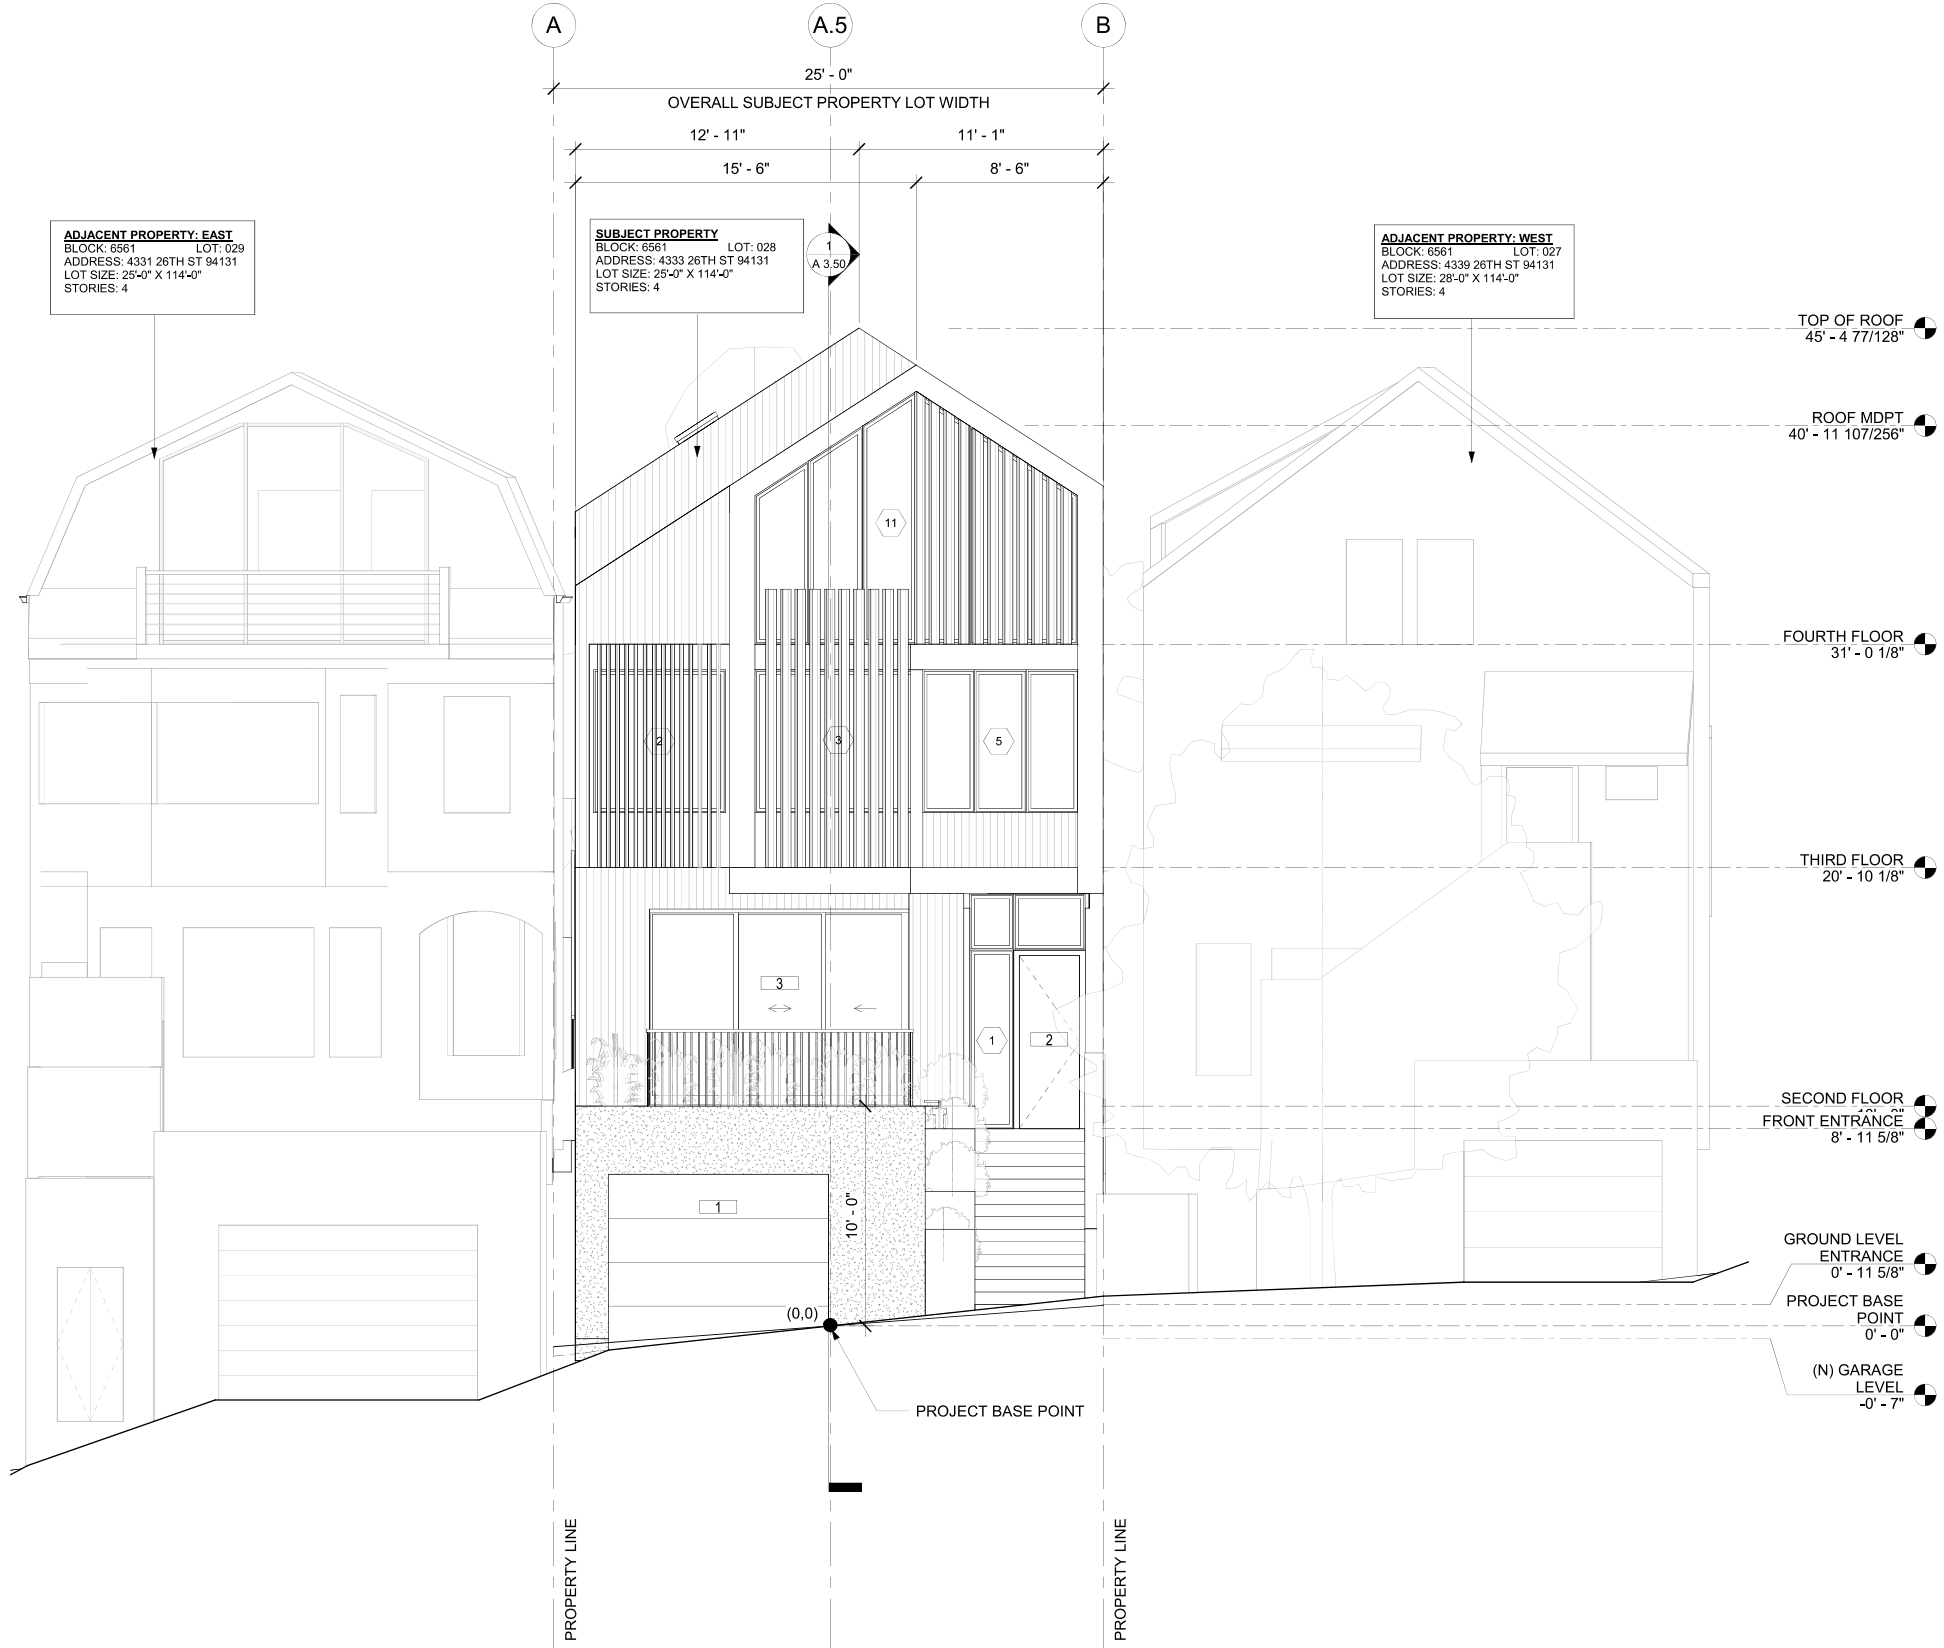 A
A.5
B
25' - 0"
OVERALL SUBJECT PROPERTY LOT WIDTH
12' - 11"
11' - 1"
15' - 6"
8' - 6"
ADJACENT PROPERTY: EAST
BLOCK: 6561 LOT: 029
ADDRESS: 4331 26TH ST 94131
LOT SIZE: 25'-0" X 114'-0"
STORIES: 4
SUBJECT PROPERTY
BLOCK: 6561 LOT: 028
ADDRESS: 4333 26TH ST 94131
LOT SIZE: 25'-0" X 114'-0"
STORIES: 4
1
A 3.50
ADJACENT PROPERTY: WEST
BLOCK: 6561 LOT: 027
ADDRESS: 4339 26TH ST 94131
LOT SIZE: 28'-0" X 114'-0"
STORIES: 4
TOP OF ROOF
45' - 4 77/128"
ROOF MDPT
40' - 11 107/256"
11
FOURTH FLOOR
31' - 0 1/8"
2
3
5
THIRD FLOOR
20' - 10 1/8"
3
1
2
SECOND FLOOR
FRONT ENTRANCE
8' - 11 5/8"
1
10' - 0"
GROUND LEVEL
ENTRANCE
0' - 11 5/8"
(0,0)
PROJECT BASE
POINT
0' - 0"
(N) GARAGE
LEVEL
-0' - 7"
PROJECT BASE POINT
PROPERTY LINE
PROPERTY LINE